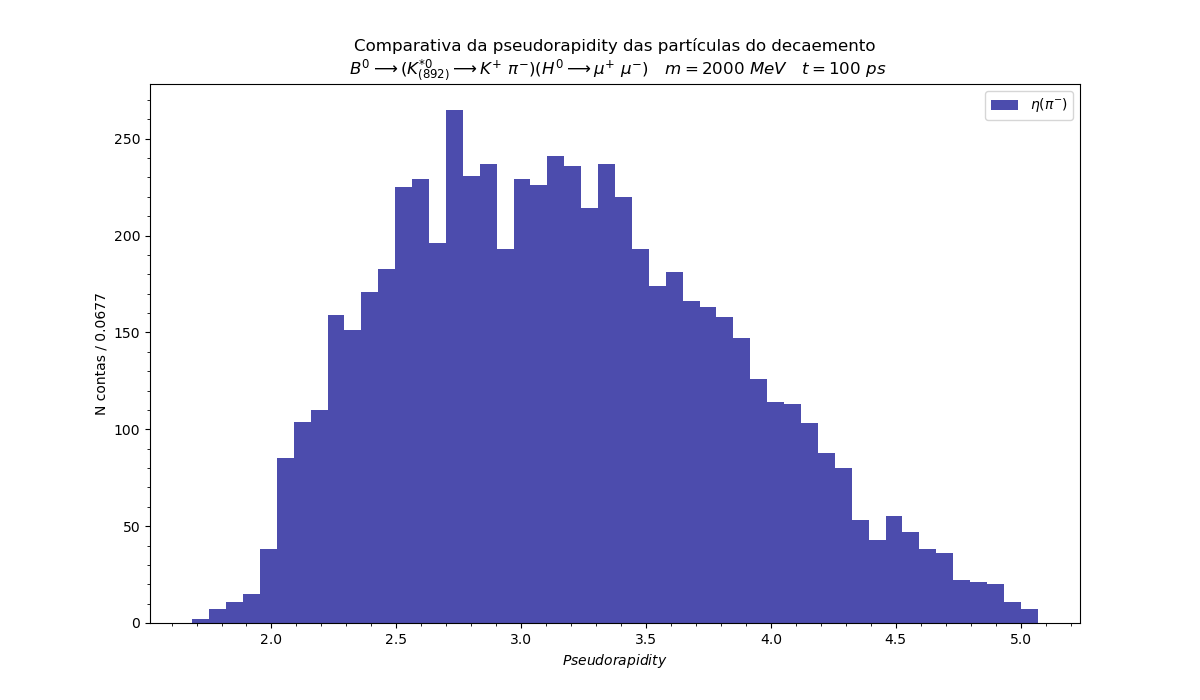 Comparativa da pseudorapidity das partículas do decaemento
B⁰ ⟶ (K*⁰₍₈₉₂₎ ⟶ K⁺ π⁻)(H⁰ ⟶ μ⁺ μ⁻) m = 2000 MeV t = 100 ps
η(π⁻)
N contas / 0.0677
250
200
150
100
50
0
2.0 2.5 3.0 3.5 4.0 4.5 5.0
Pseudorapidity